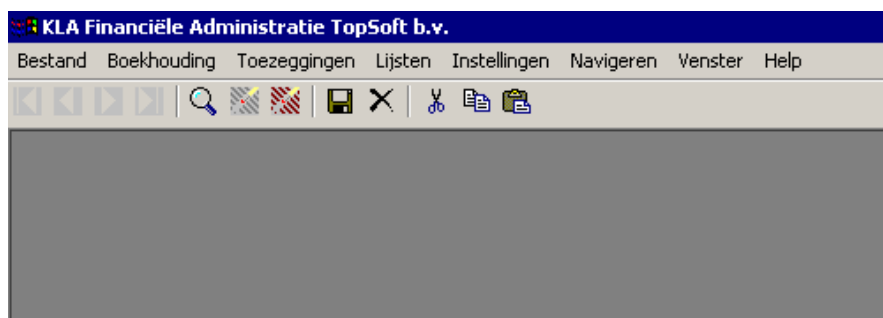 KLA Financiële Administratie TopSoft b.v.
Bestand Boekhouding Toezeggingen Lijsten Instellingen Navigeren Venster Help